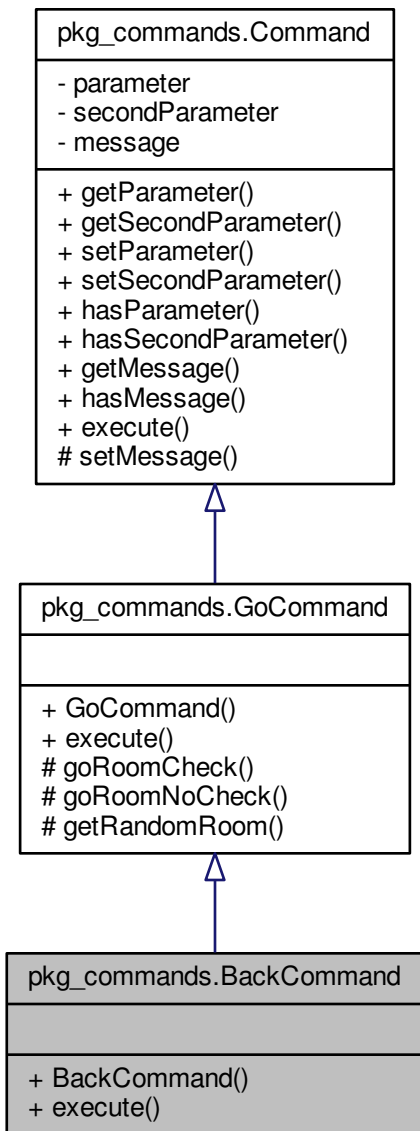 pkg_commands.Command
- parameter
- secondParameter
- message
+ getParameter()
+ getSecondParameter()
+ setParameter()
+ setSecondParameter()
+ hasParameter()
+ hasSecondParameter()
+ getMessage()
+ hasMessage()
+ execute()
# setMessage()
pkg_commands.GoCommand
+ GoCommand()
+ execute()
# goRoomCheck()
# goRoomNoCheck()
# getRandomRoom()
pkg_commands.BackCommand
+ BackCommand()
+ execute()